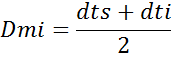 Dmi = (dts + dti) / 2